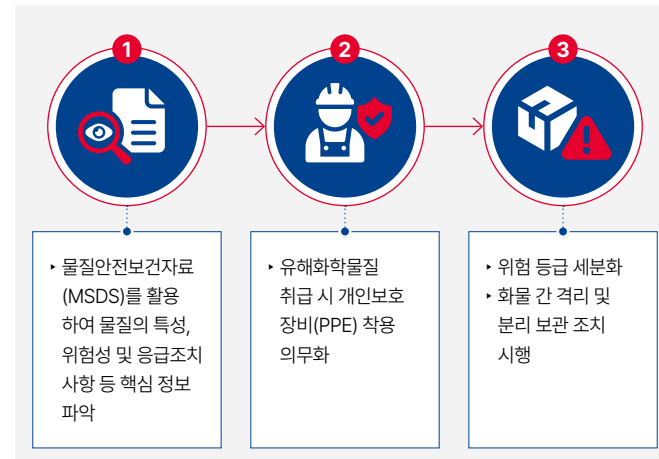 1
2
3
‣ 물질안전보건자료
(MSDS)를 활용
하여 물질의 특성,
위험성 및 응급조치
사항 등 핵심 정보
파악
‣ 유해화학물질
취급 시 개인보호
장비(PPE) 착용
의무화
‣ 위험 등급 세분화
‣ 화물 간 격리 및
분리 보관 조치
시행